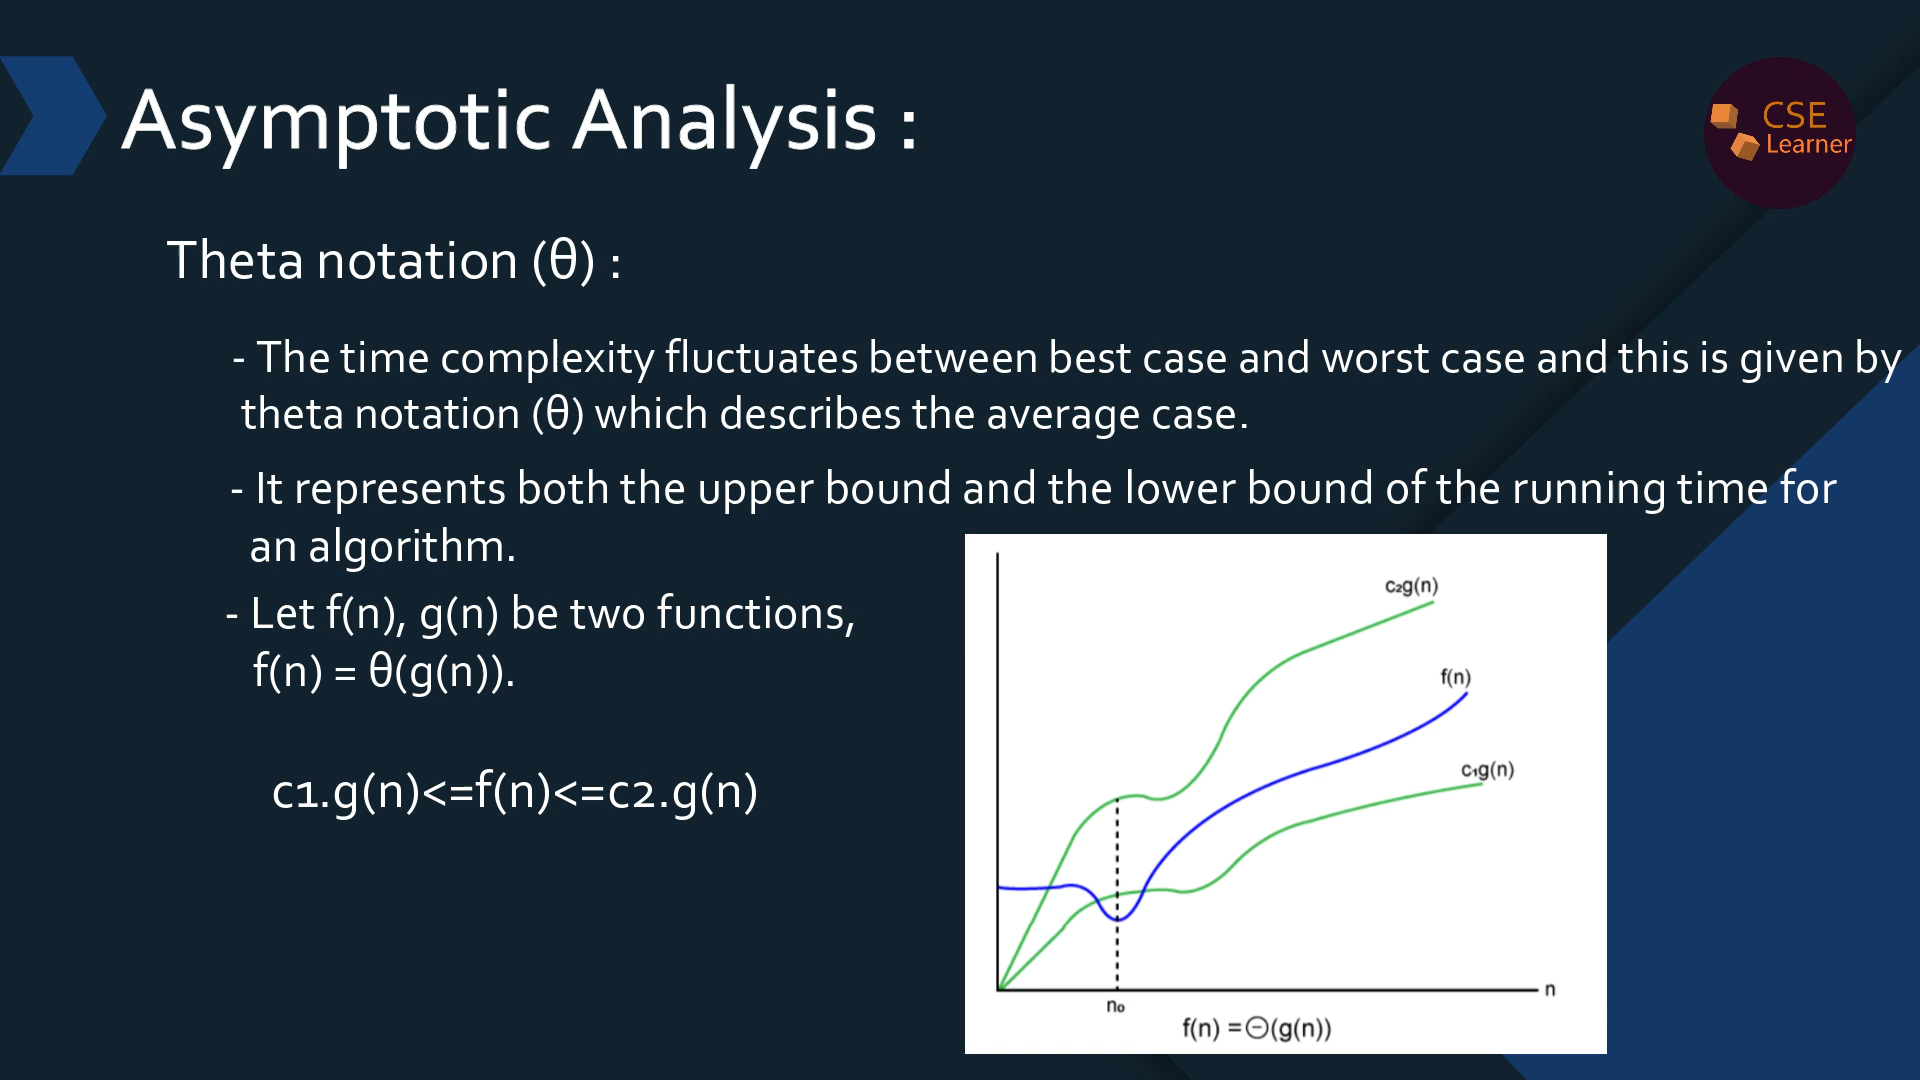 Asymptotic Analysis :
CSE
Learner
Theta notation (θ) :
- The time complexity fluctuates between best case and worst case and this is given by
theta notation (θ) which describes the average case.
- It represents both the upper bound and the lower bound of the running time for
an algorithm.
- Let f(n), g(n) be two functions,
f(n) = θ(g(n)).
c1.g(n)<=f(n)<=c2.g(n)
c₂g(n)
f(n)
c₁g(n)
n
n₀
f(n) =Θ(g(n))